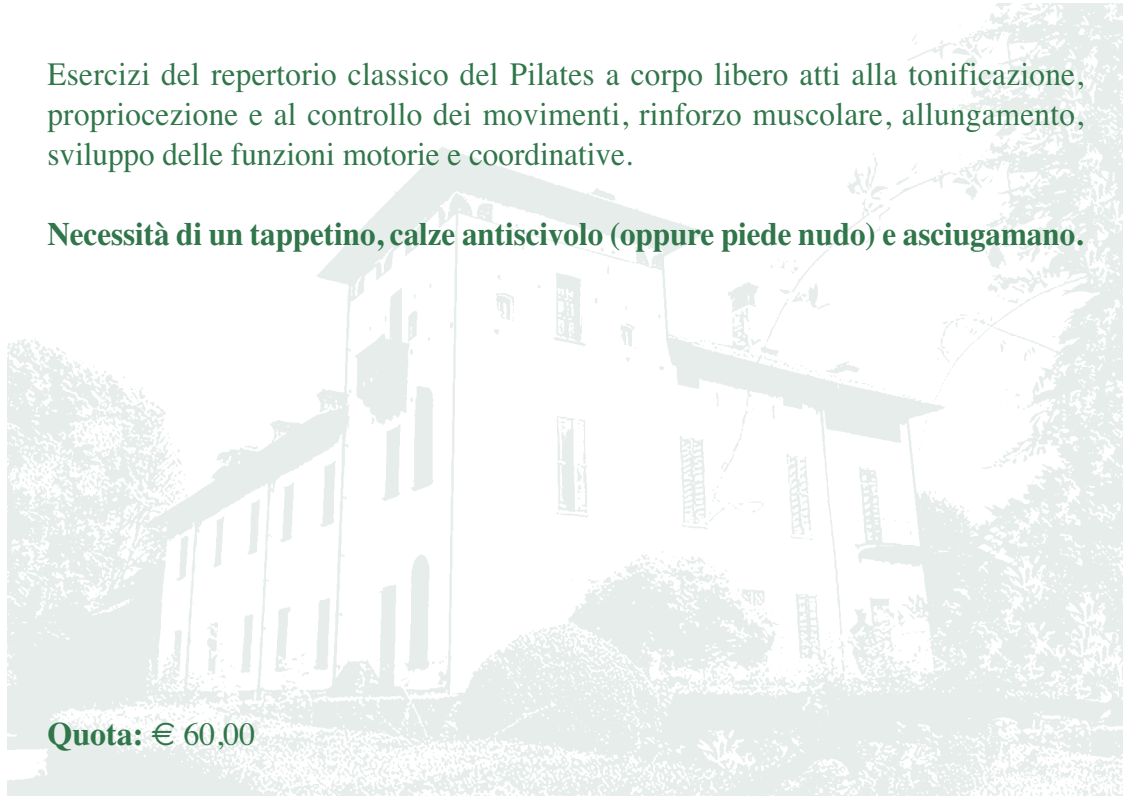 Esercizi del repertorio classico del Pilates a corpo libero atti alla tonificazione,
propriocezione e al controllo dei movimenti, rinforzo muscolare, allungamento,
sviluppo delle funzioni motorie e coordinative.
Necessità di un tappetino, calze antiscivolo (oppure piede nudo) e asciugamano.
Quota: € 60,00